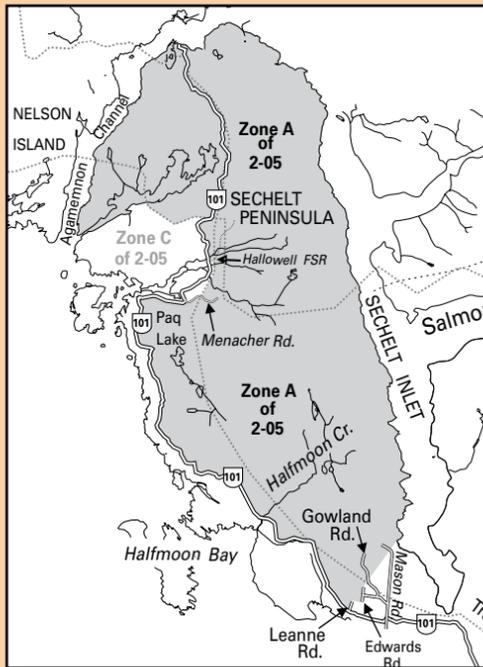 NELSON
ISLAND
Agamemnon Channel
Zone A
of
2-05
101
SECHELT
PENINSULA
Zone C
of 2-05
Hallowell FSR
101
Paq
Lake
Menacher Rd.
SECHELT INLET
Salmo
Zone A
of
2-05
Halfmoon Cr.
101
Gowland
Rd.
Halfmoon Bay
Mason Rd
Leanne
Rd.
Edwards
Rd
101